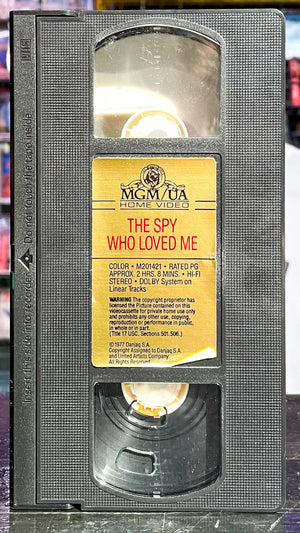 MGM/UA
HOME VIDEO
THE SPY
WHO LOVED ME
COLOR • M201421 • RATED PG
APPROX. 2 HRS. 8 MINS. • HI-FI
STEREO • DOLBY System on
Linear Tracks
WARNING The copyright proprietor has
licensed the Picture contained on this
videocassette for private home use only
and prohibits any other use, copying,
reproduction or performance in public,
in whole or in part.
(Title 17 USC, Sections 501.506.)
©1977 Danjaq S.A.
Copyright Assigned to Danjaq S.A.
and United Artists Company
All Rights Reserved
Insert this side into recorder
Do not touch the tape inside